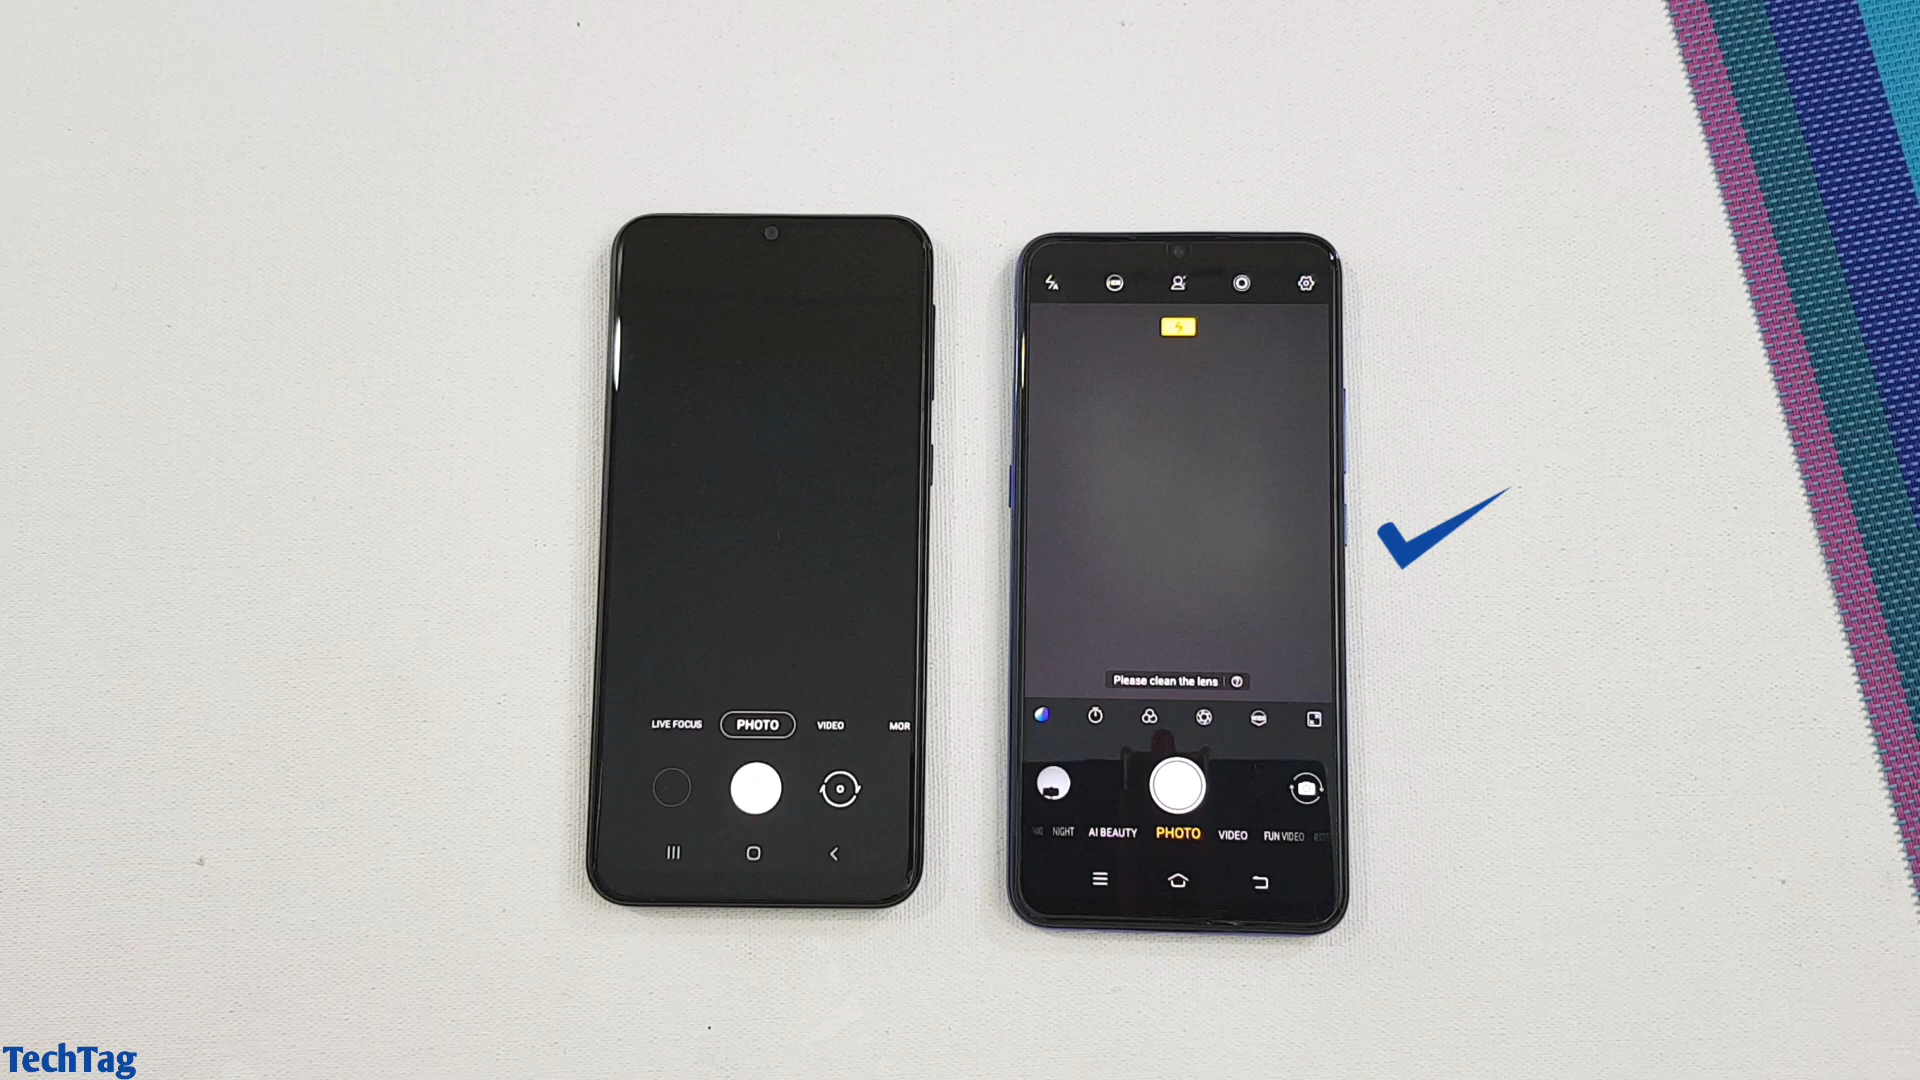 LIVE FOCUS PHOTO VIDEO MOR
Please clean the lens
NIGHT AI BEAUTY PHOTO VIDEO FUN VIDEO
TechTag